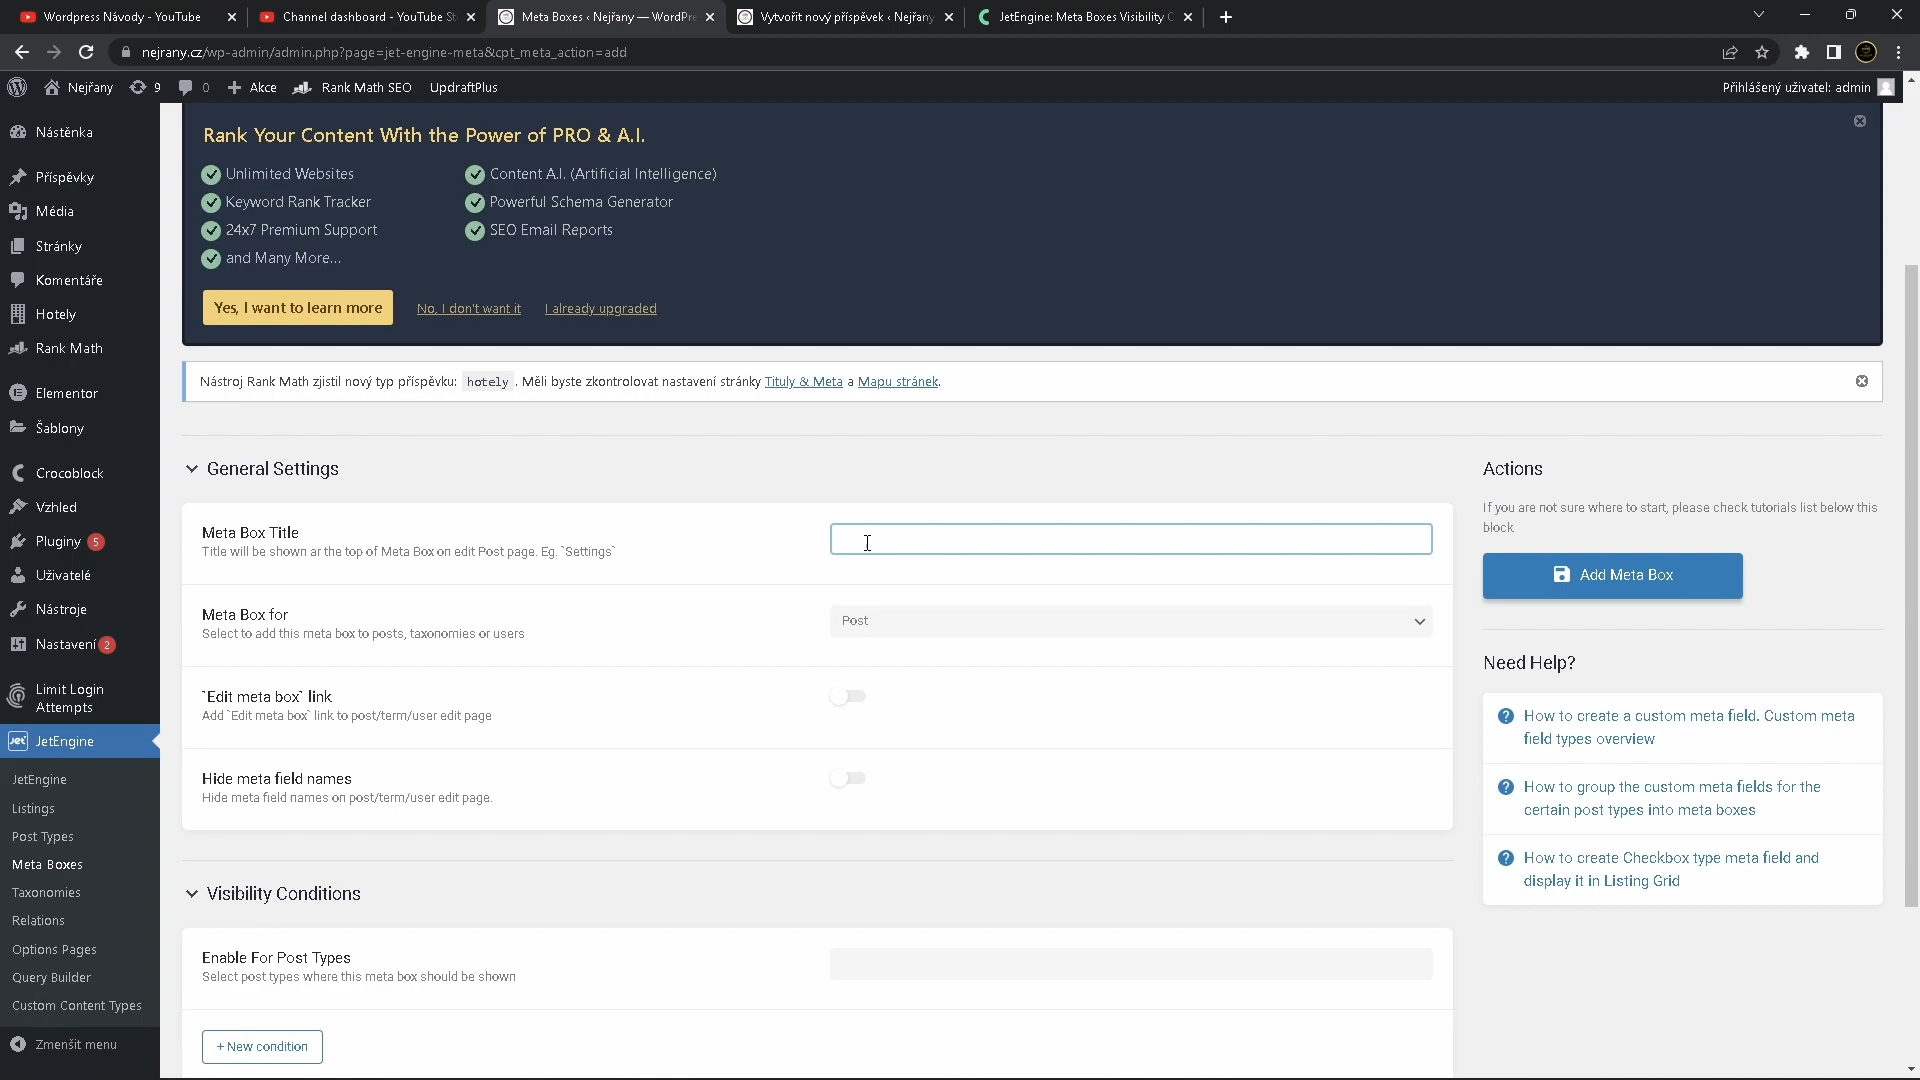 Wordpress Návody - YouTube
Channel dashboard - YouTube St
Meta Boxes ‹ Nejřany — WordPre
Vytvořit nový příspěvek ‹ Nejřany
JetEngine: Meta Boxes Visibility C
nejrany.cz/wp-admin/admin.php?page=jet-engine-meta&cpt_meta_action=add
Nejřany
9
0
Akce
Rank Math SEO
UpdraftPlus
Přihlášený uživatel: admin
Nástěnka
Příspěvky
Média
Stránky
Komentáře
Hotely
Rank Math
Elementor
Šablony
Crocoblock
Vzhled
Pluginy 5
Uživatelé
Nástroje
Nastavení 2
Limit Login
Attempts
JetEngine
JetEngine
Listings
Post Types
Meta Boxes
Taxonomies
Relations
Options Pages
Query Builder
Custom Content Types
Zmenšit menu
Rank Your Content With the Power of PRO & A.I.
Unlimited Websites
Content A.I. (Artificial Intelligence)
Keyword Rank Tracker
Powerful Schema Generator
24x7 Premium Support
SEO Email Reports
and Many More...
Yes, I want to learn more
No, I don't want it
I already upgraded
Nástroj Rank Math zjistil nový typ příspěvku: hotely . Měli byste zkontrolovat nastavení stránky Tituly & Meta a Mapu stránek.
General Settings
Meta Box Title
Title will be shown ar the top of Meta Box on edit Post page. Eg. `Settings`
Meta Box for
Select to add this meta box to posts, taxonomies or users
Post
`Edit meta box` link
Add `Edit meta box` link to post/term/user edit page
Hide meta field names
Hide meta field names on post/term/user edit page.
Visibility Conditions
Enable For Post Types
Select post types where this meta box should be shown
+ New condition
Actions
If you are not sure where to start, please check tutorials list below this
block
Add Meta Box
Need Help?
How to create a custom meta field. Custom meta
field types overview
How to group the custom meta fields for the
certain post types into meta boxes
How to create Checkbox type meta field and
display it in Listing Grid